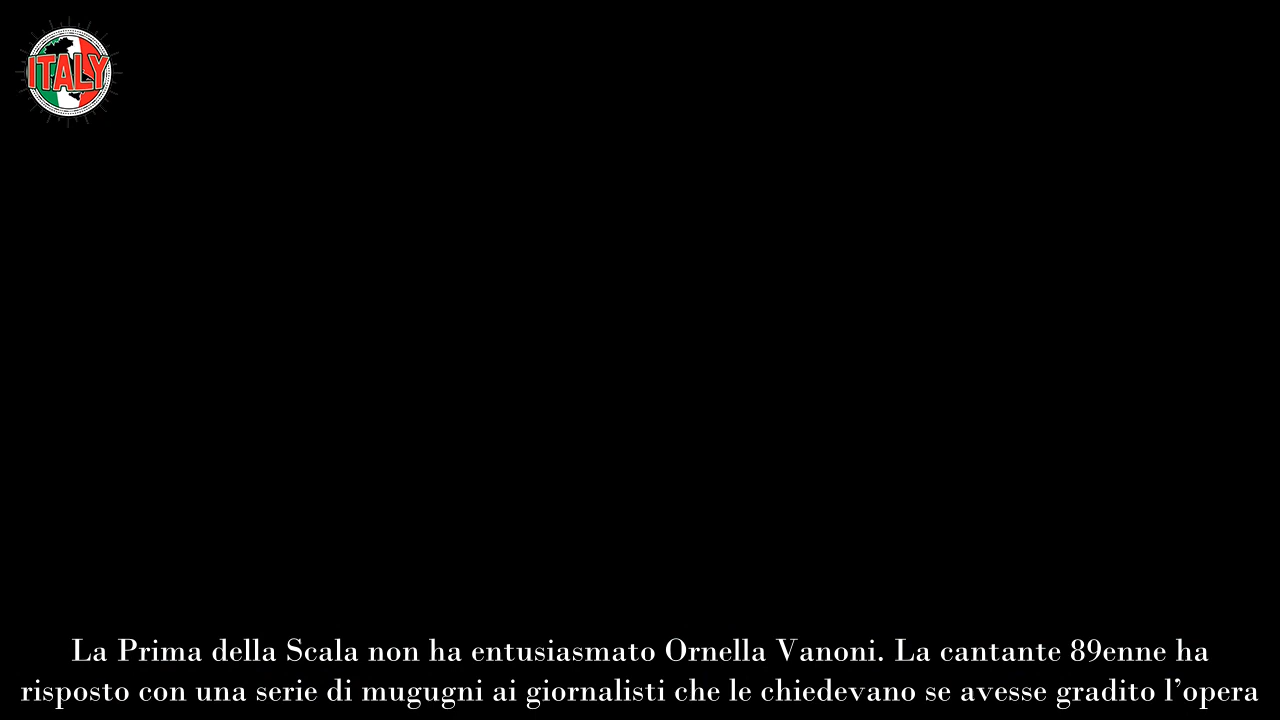 ITALY
La Prima della Scala non ha entusiasmato Ornella Vanoni. La cantante 89enne ha
risposto con una serie di mugugni ai giornalisti che le chiedevano se avesse gradito l’opera